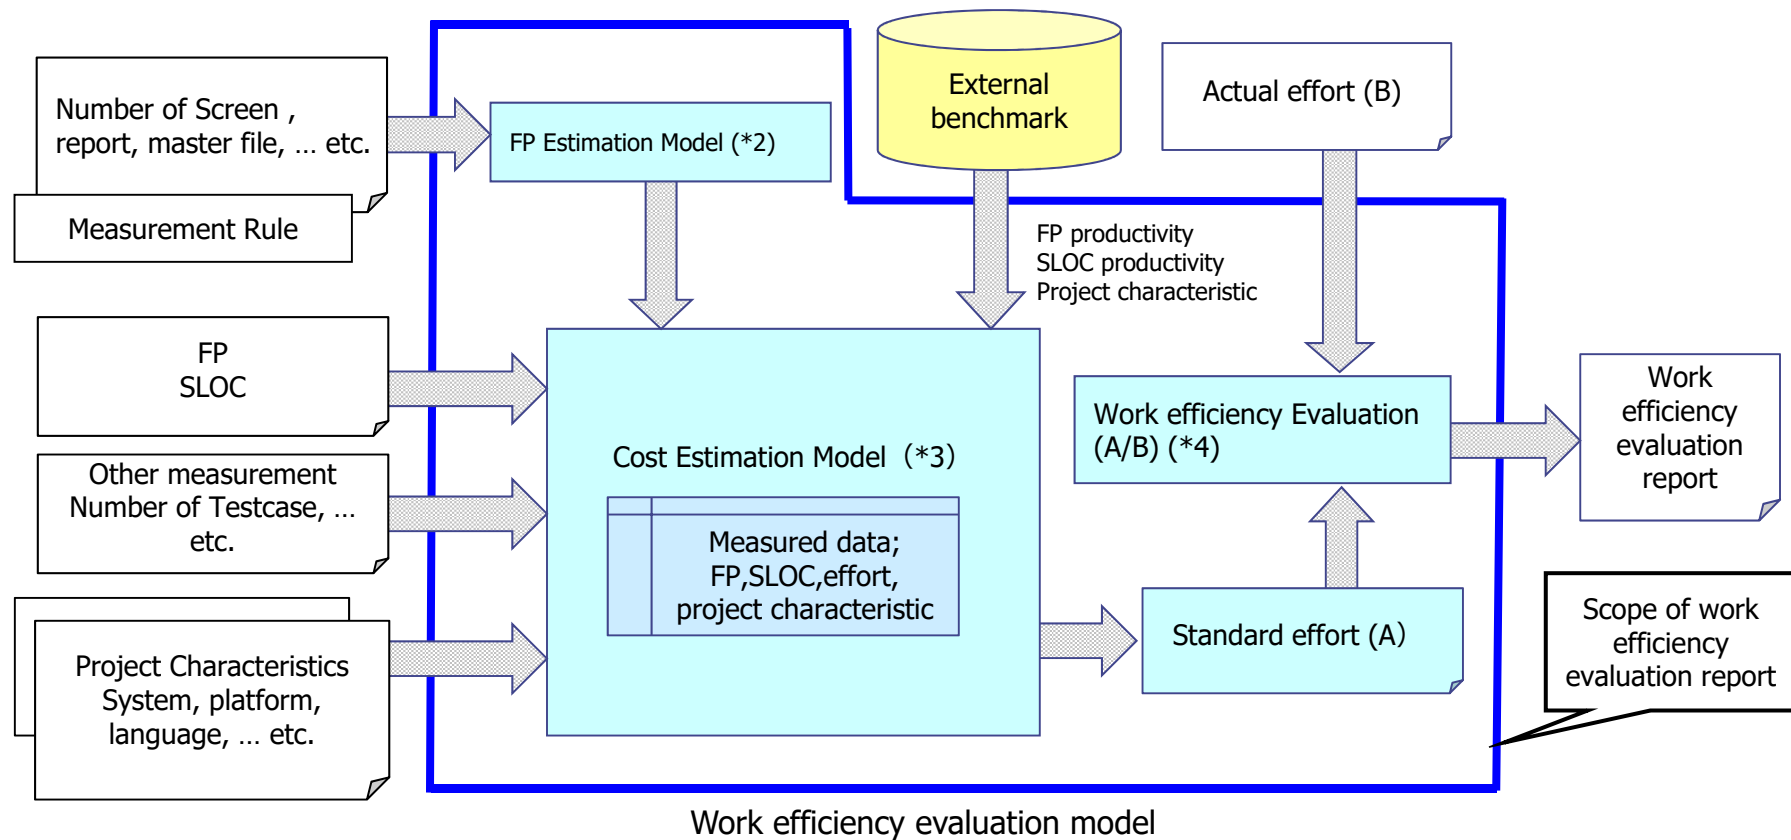 Number of Screen ,
report, master file, … etc.
Measurement Rule
FP Estimation Model (*2)
External
benchmark
Actual effort (B)
FP productivity
SLOC productivity
Project characteristic
FP
SLOC
Other measurement
Number of Testcase, …
etc.
Project Characteristics
System, platform,
language, … etc.
Cost Estimation Model（*3）
Measured data;
FP,SLOC,effort,
project characteristic
Work efficiency Evaluation
(A/B) (*4)
Standard effort (A）
Work
efficiency
evaluation
report
Scope of work
efficiency
evaluation report
Work efficiency evaluation model